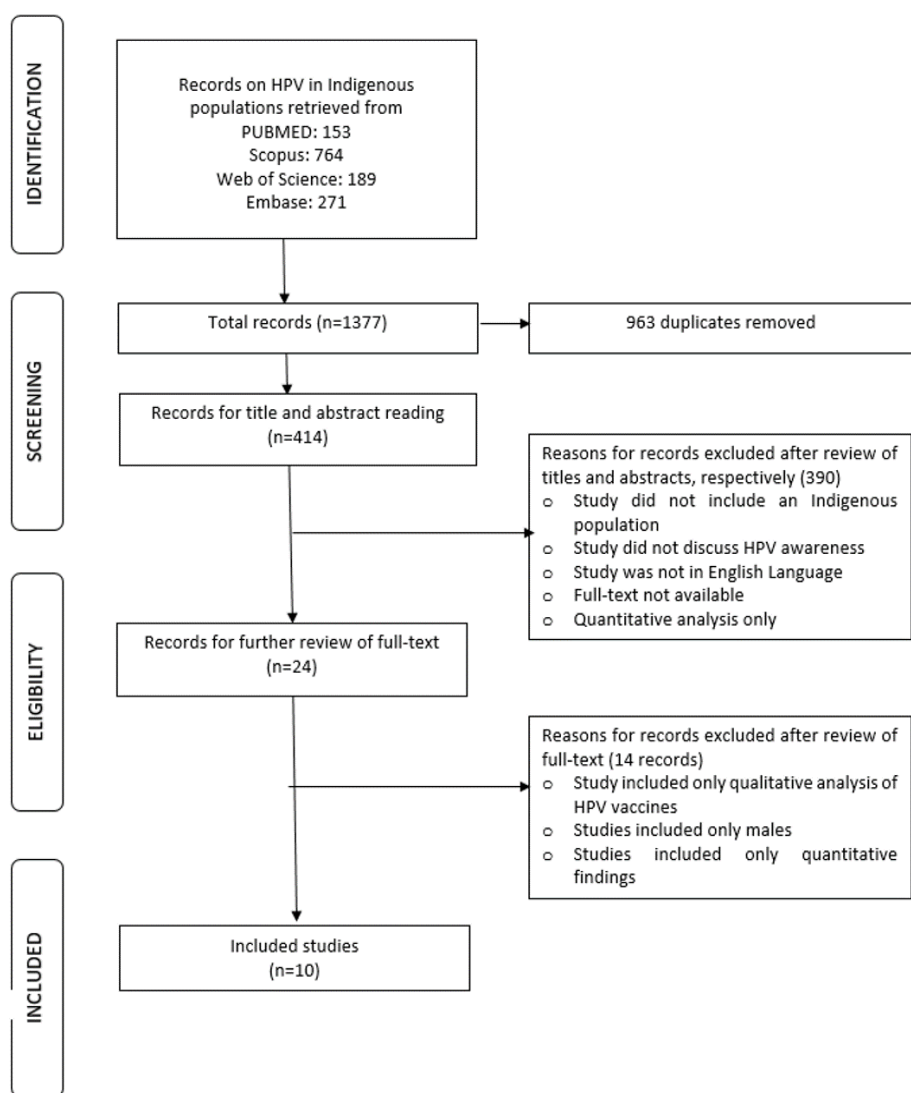 IDENTIFICATION
Records on HPV in Indigenous
populations retrieved from
PUBMED: 153
Scopus: 764
Web of Science: 189
Embase: 271
SCREENING
Total records (n=1377)
963 duplicates removed
Records for title and abstract reading
(n=414)
Reasons for records excluded after review of
titles and abstracts, respectively (390)
o Study did not include an Indigenous
population
o Study did not discuss HPV awareness
o Study was not in English Language
o Full-text not available
o Quantitative analysis only
ELIGIBILITY
Records for further review of full-text
(n=24)
Reasons for records excluded after review of
full-text (14 records)
o Study included only qualitative analysis of
HPV vaccines
o Studies included only males
o Studies included only quantitative
findings
INCLUDED
Included studies
(n=10)